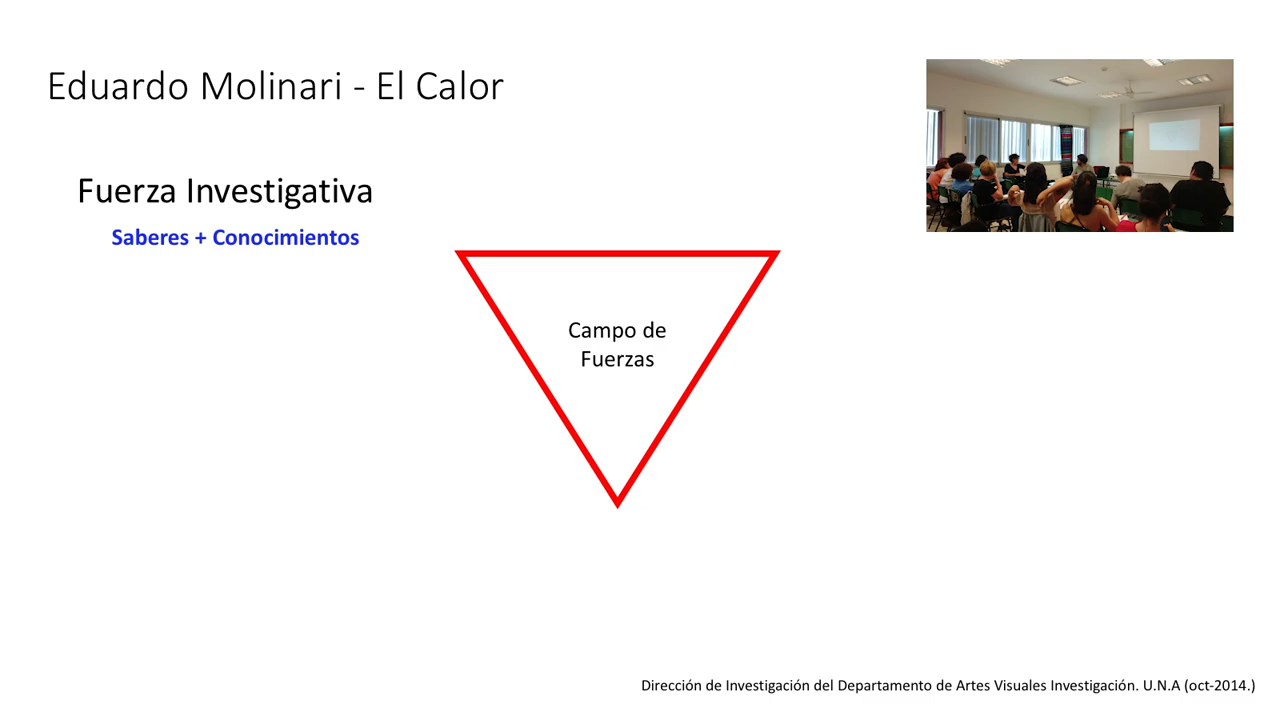 Eduardo Molinari - El Calor
Fuerza Investigativa
Saberes + Conocimientos
Campo de
Fuerzas
Dirección de Investigación del Departamento de Artes Visuales Investigación. U.N.A (oct-2014.)